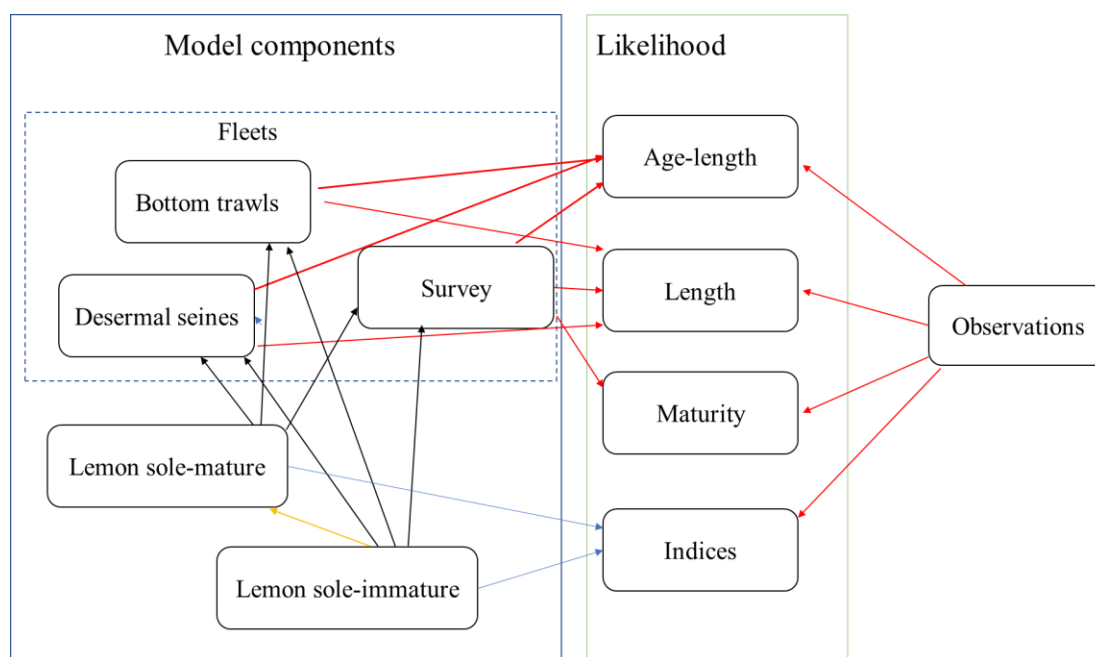 Model components
Likelihood
Fleets
Bottom trawls
Desermal seines
Survey
Lemon sole-mature
Lemon sole-immature
Age-length
Length
Maturity
Indices
Observations